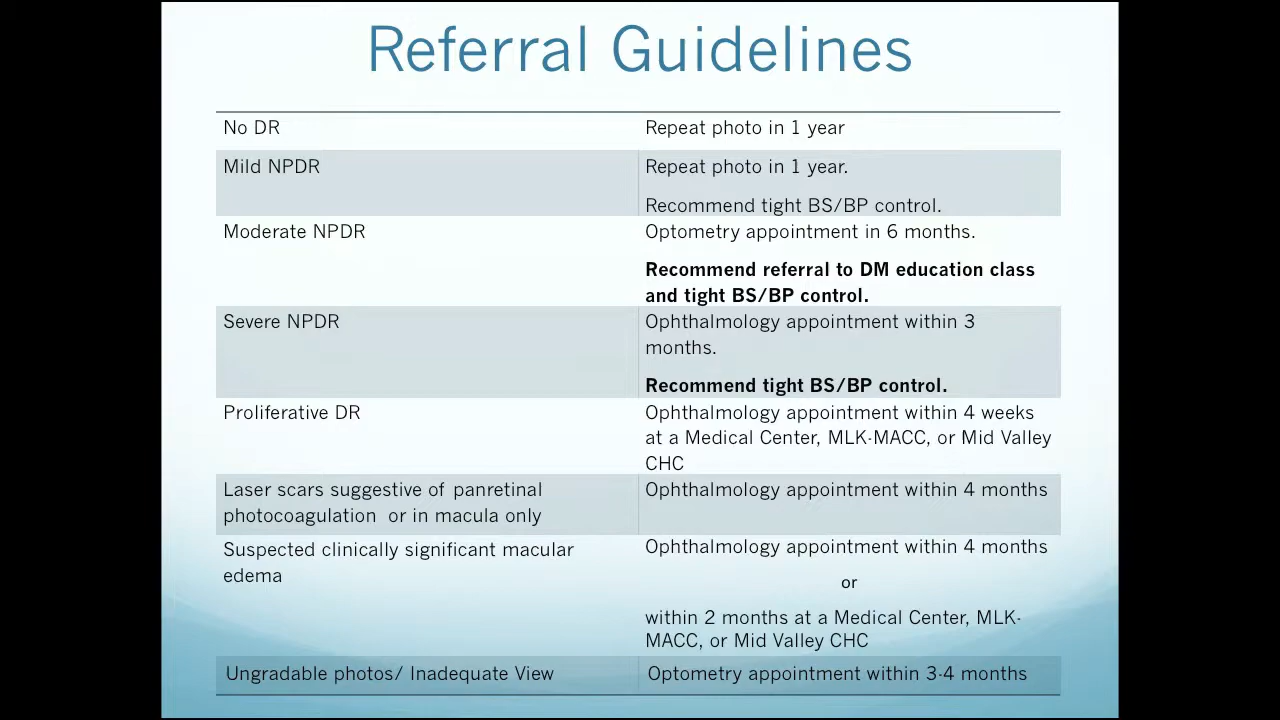 Referral Guidelines
No DR
Repeat photo in 1 year
Mild NPDR
Repeat photo in 1 year.
Recommend tight BS/BP control.
Moderate NPDR
Optometry appointment in 6 months.
Recommend referral to DM education class
and tight BS/BP control.
Severe NPDR
Ophthalmology appointment within 3
months.
Recommend tight BS/BP control.
Proliferative DR
Ophthalmology appointment within 4 weeks
at a Medical Center, MLK-MACC, or Mid Valley
CHC
Laser scars suggestive of panretinal
photocoagulation or in macula only
Ophthalmology appointment within 4 months
Suspected clinically significant macular
edema
Ophthalmology appointment within 4 months
or
within 2 months at a Medical Center, MLK-
MACC, or Mid Valley CHC
Ungradable photos/ Inadequate View
Optometry appointment within 3-4 months